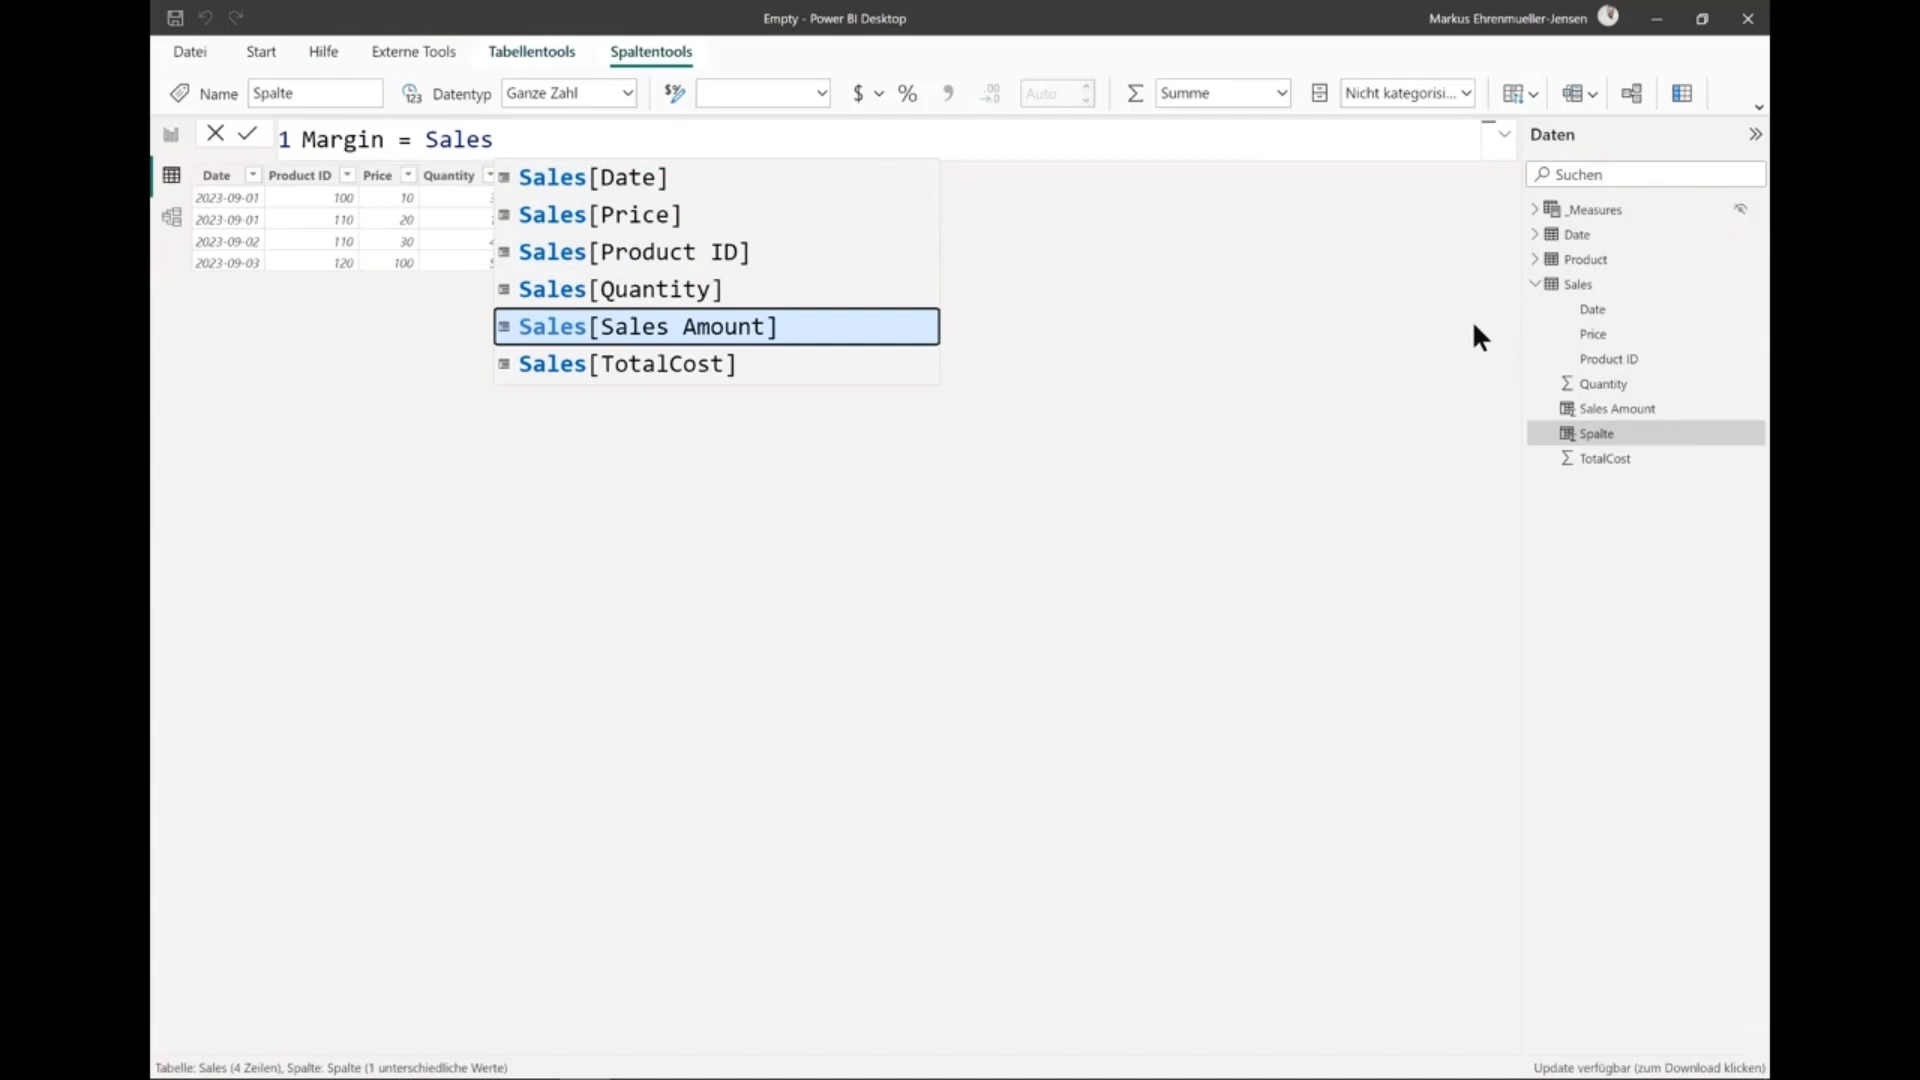 Empty - Power BI Desktop
Markus Ehrenmueller-Jensen
Datei Start Hilfe Externe Tools Tabellentools Spaltentools
Name Spalte Datentyp Ganze Zahl $ % Auto Summe Nicht kategorisi...
1 Margin = Sales
Date Product ID Price Quantity
2023-09-01 100 10
2023-09-01 110 20
2023-09-02 110 30
2023-09-03 120 100
Sales[Date]
Sales[Price]
Sales[Product ID]
Sales[Quantity]
Sales[Sales Amount]
Sales[TotalCost]
Daten
Suchen
_Measures
Date
Product
Sales
Date
Price
Product ID
Quantity
Sales Amount
Spalte
TotalCost
Tabelle: Sales (4 Zeilen), Spalte: Spalte (1 unterschiedliche Werte)
Update verfügbar (zum Download klicken)